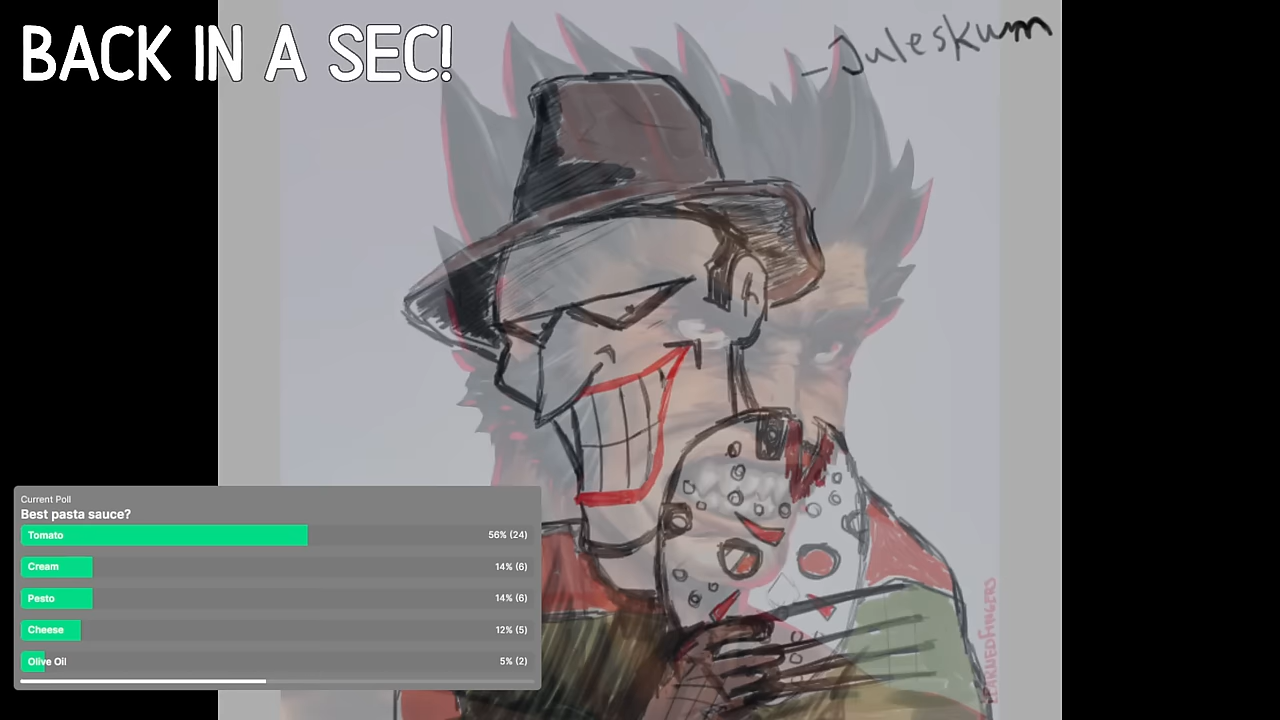 BACK IN A SEC!
-Juleskum
Current Poll
Best pasta sauce?
Tomato 56% (24)
Cream 14% (6)
Pesto 14% (6)
Cheese 12% (5)
Olive Oil 5% (2)
LEARNEDFINGERS